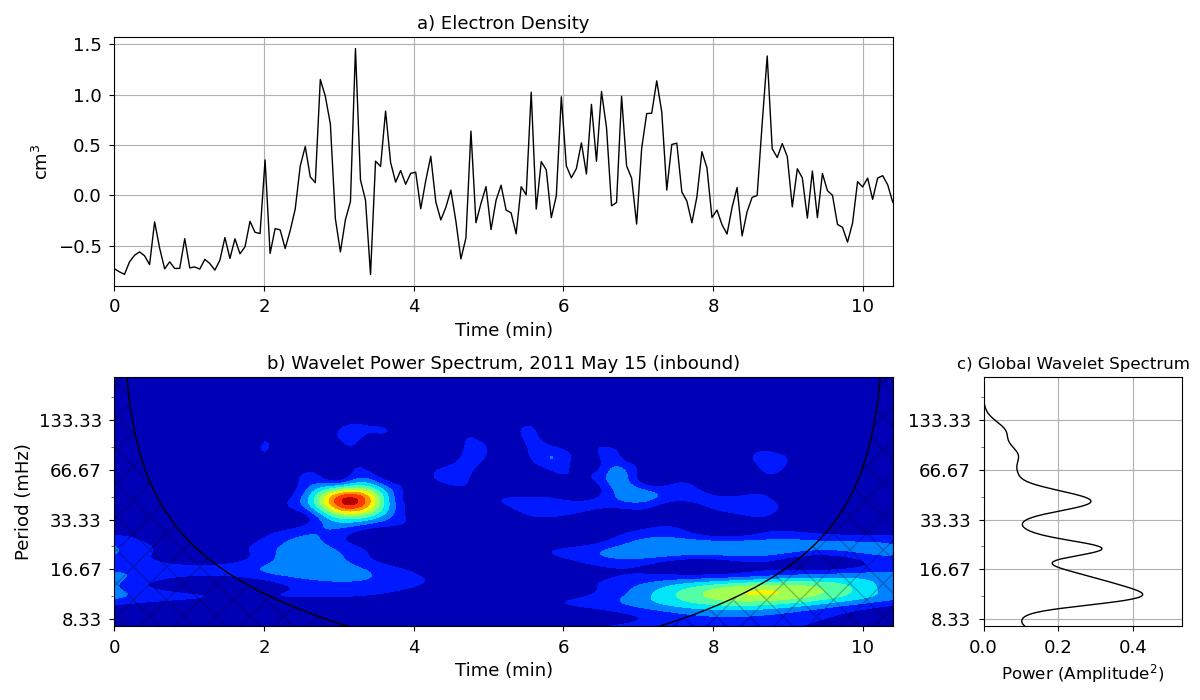 a) Electron Density
1.5
1.0
0.5
0.0
−0.5
cm³
0 2 4 6 8 10
Time (min)
b) Wavelet Power Spectrum, 2011 May 15 (inbound)
133.33
66.67
33.33
16.67
8.33
Period (mHz)
0 2 4 6 8 10
Time (min)
c) Global Wavelet Spectrum
133.33
66.67
33.33
16.67
8.33
0.0 0.2 0.4
Power (Amplitude²)